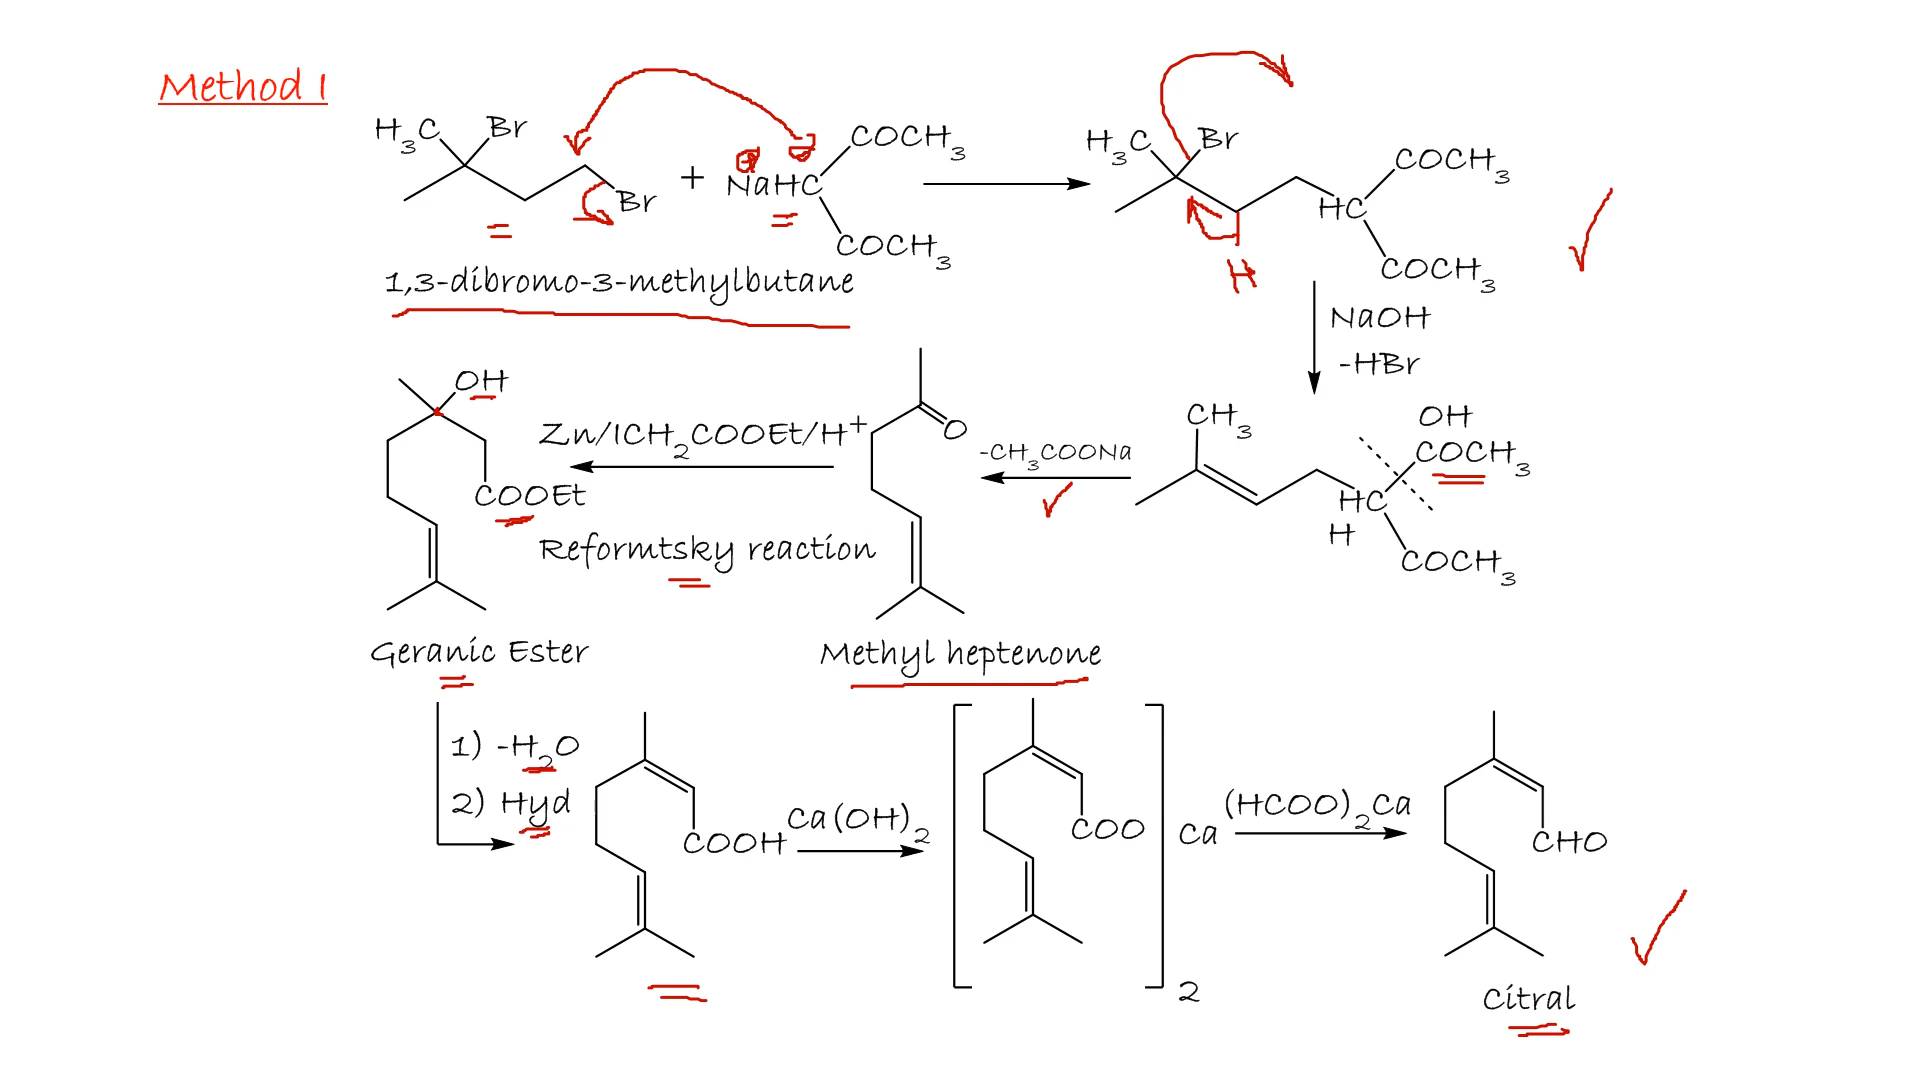 Method 1
H3C Br
COCH3
+ NaHC
Br
COCH3
1,3-dibromo-3-methylbutane
H3C Br
COCH3
HC
COCH3
H
NaOH
-HBr
CH3
OH
COCH3
HC
H
COCH3
-CH3COONa
O
Methyl heptenone
Zn/ICH2COOEt/H+
Reformtsky reaction
OH
COOEt
Geranic Ester
1) -H2O
2) Hyd
COOH
Ca(OH)2
COO
Ca
2
(HCOO)2Ca
CHO
Citral